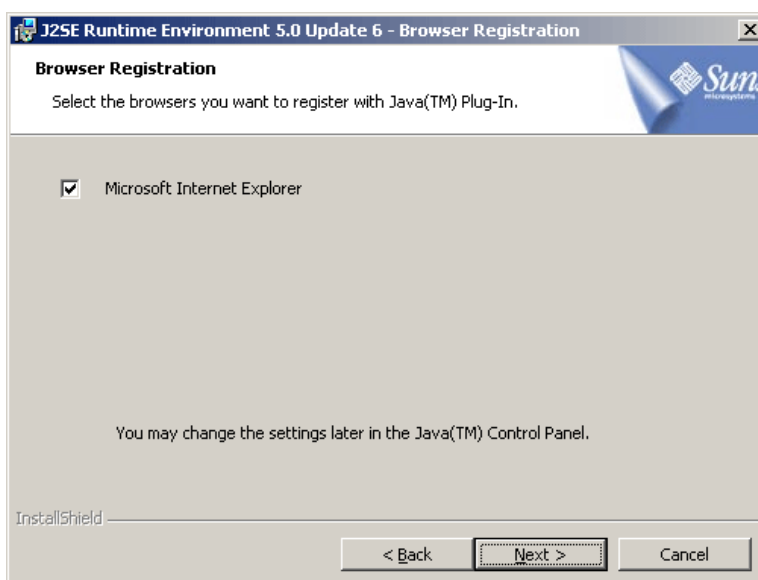 J2SE Runtime Environment 5.0 Update 6 - Browser Registration
Browser Registration
Select the browsers you want to register with Java(TM) Plug-In.
Sun
microsystems
Microsoft Internet Explorer
You may change the settings later in the Java(TM) Control Panel.
InstallShield
< Back
Next >
Cancel